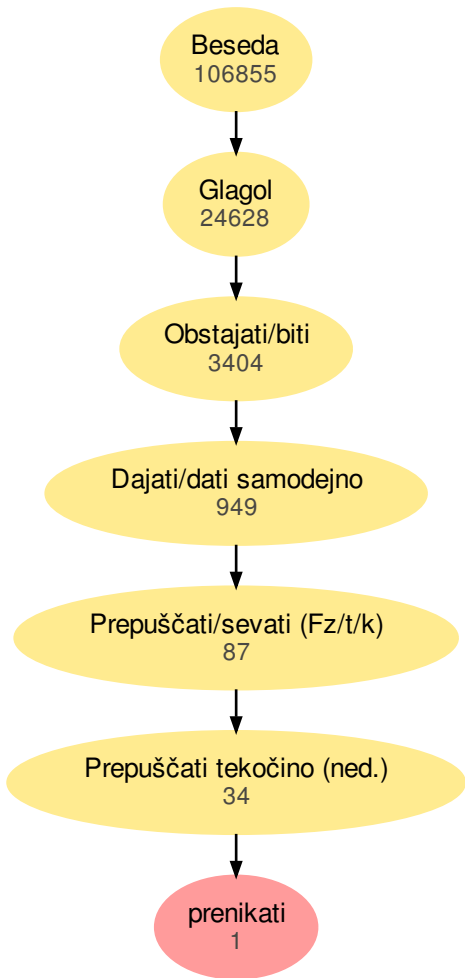 Beseda
106855
Glagol
24628
Obstajati/biti
3404
Dajati/dati samodejno
949
Prepuščati/sevati (Fz/t/k)
87
Prepuščati tekočino (ned.)
34
prenikati
1